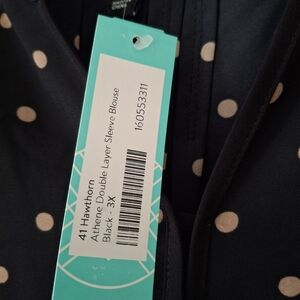 41 Hawthorn
Athene Double Layer Sleeve Blouse
Black - 3X
160553311